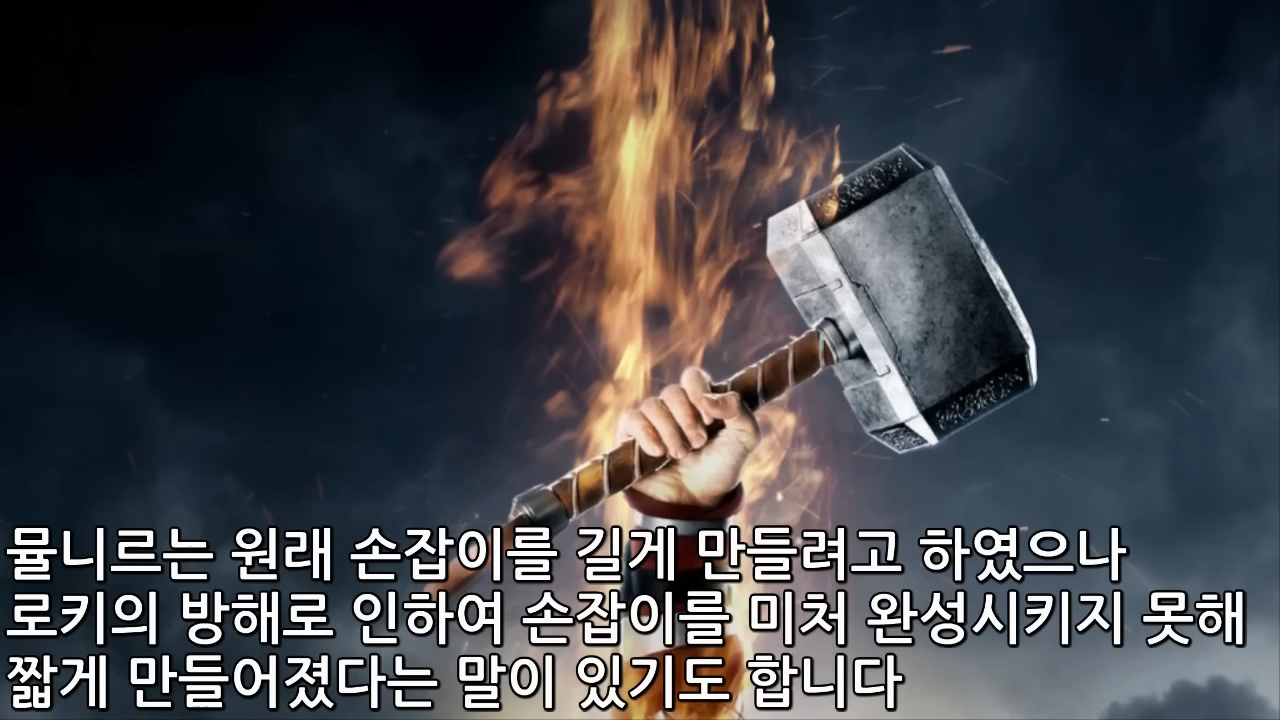 뮬니르는 원래 손잡이를 길게 만들려고 하였으나
로키의 방해로 인하여 손잡이를 미처 완성시키지 못해
짧게 만들어졌다는 말이 있기도 합니다